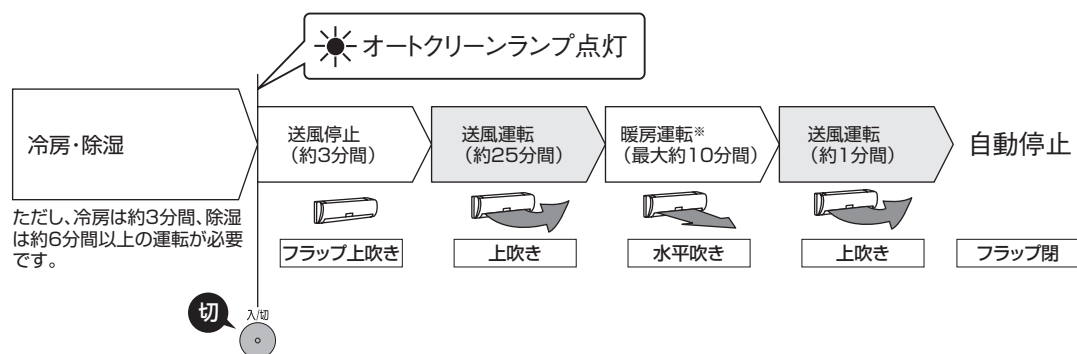 オートクリーンランプ点灯
冷房・除湿
送風停止
（約3分間）
送風運転
（約25分間）
暖房運転※
（最大約10分間）
送風運転
（約1分間）
自動停止
ただし、冷房は約3分間、除湿
は約6分間以上の運転が必要
です。
フラップ上吹き
上吹き
水平吹き
上吹き
フラップ閉
切
入/切